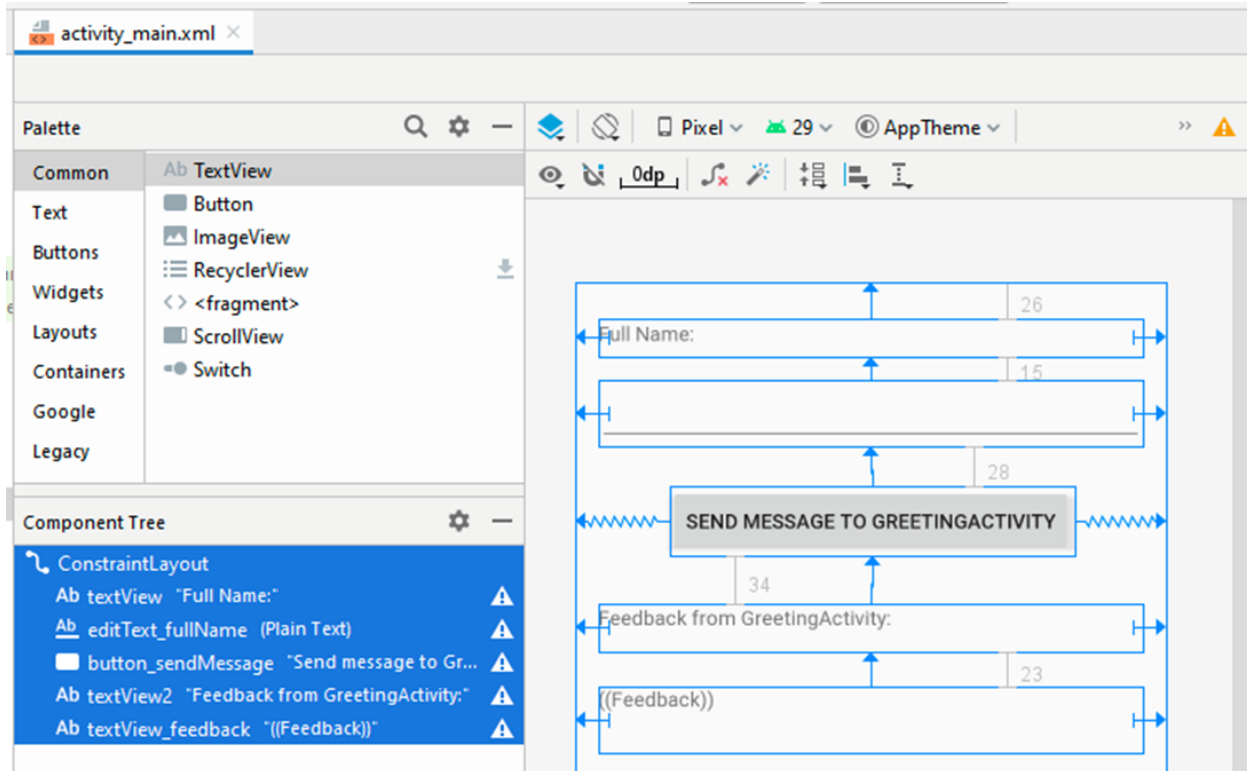 activity_main.xml
Palette
Pixel 29 AppTheme
Common
Text
Buttons
Widgets
Layouts
Containers
Google
Legacy
Ab TextView
Button
ImageView
RecyclerView
<fragment>
ScrollView
Switch
0dp
Component Tree
ConstraintLayout
Ab textView "Full Name:"
Ab editText_fullName (Plain Text)
button_sendMessage "Send message to Gr...
Ab textView2 "Feedback from GreetingActivity:"
Ab textView_feedback "((Feedback))"
26
Full Name:
15
28
SEND MESSAGE TO GREETINGACTIVITY
34
Feedback from GreetingActivity:
23
((Feedback))